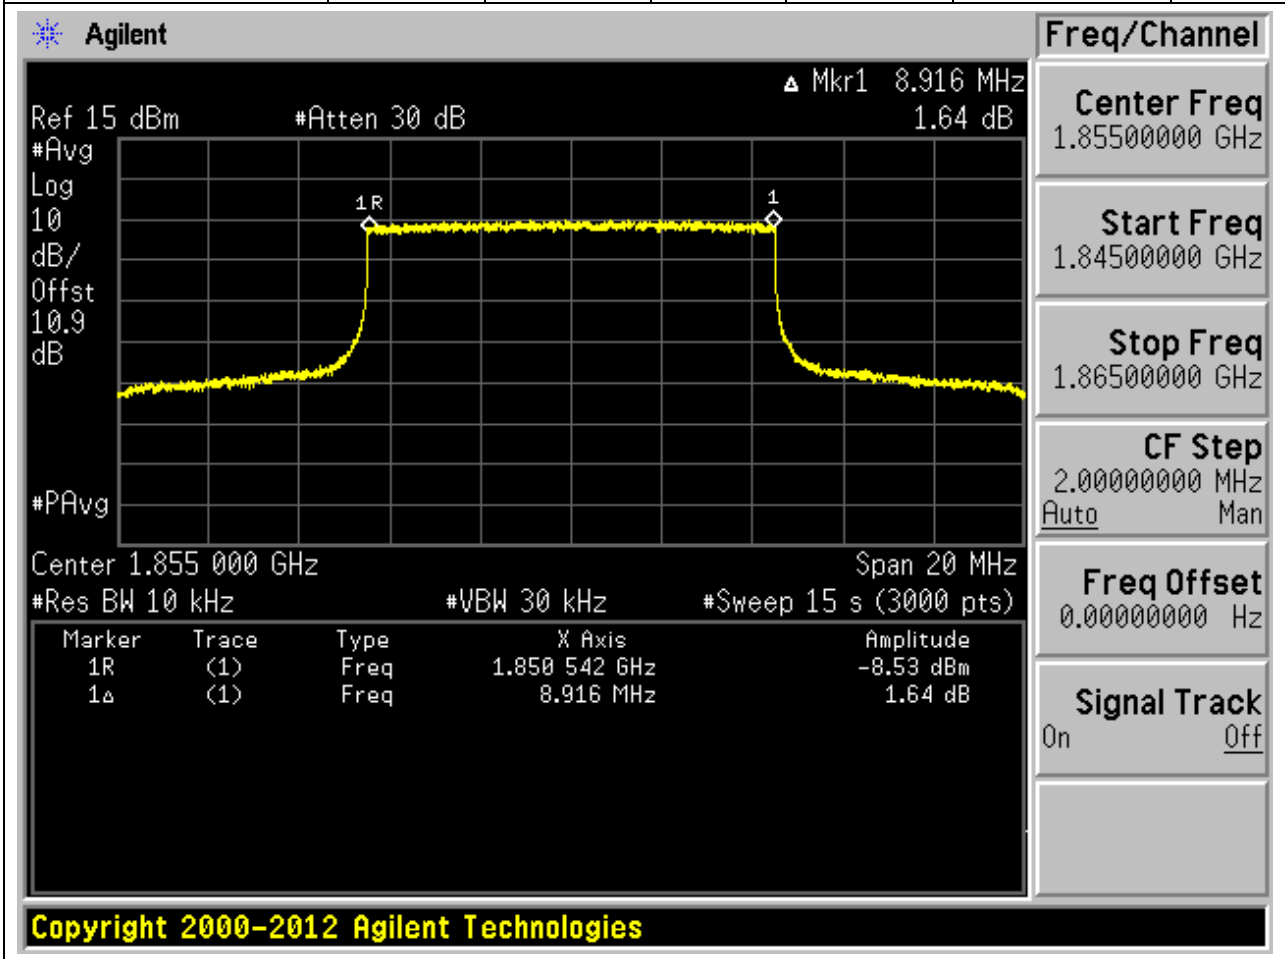 Agilent
Freq/Channel
Δ Mkr1 8.916 MHz
Ref 15 dBm #Atten 30 dB 1.64 dB
#Avg
Log
10
dB/
Offst
10.9
dB
#PAvg
1R
1
Center 1.855 000 GHz Span 20 MHz
#Res BW 10 kHz #VBW 30 kHz #Sweep 15 s (3000 pts)
Marker Trace Type X Axis Amplitude
1R (1) Freq 1.850 542 GHz -8.53 dBm
1Δ (1) Freq 8.916 MHz 1.64 dB
Center Freq
1.85500000 GHz
Start Freq
1.84500000 GHz
Stop Freq
1.86500000 GHz
CF Step
2.00000000 MHz
Auto Man
Freq Offset
0.00000000 Hz
Signal Track
On Off
Copyright 2000-2012 Agilent Technologies